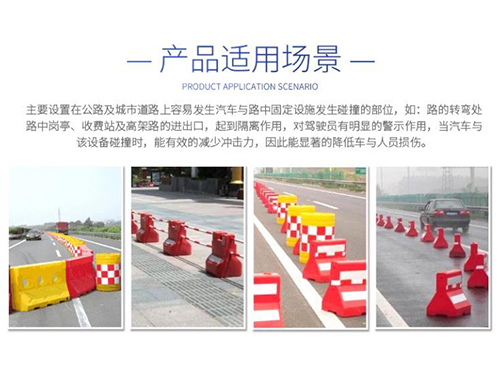 产品适用场景
PRODUCT APPLICATION SCENARIO
主要设置在公路及城市道路上容易发生汽车与路中固定设施发生碰撞的部位，如：路的转弯处
路中岗亭、收费站及高架路的进出口，起到隔离作用，对驾驶员有明显的警示作用，当汽车与
该设备碰撞时，能有效的减少冲击力，因此能显著的降低车与人员损伤。